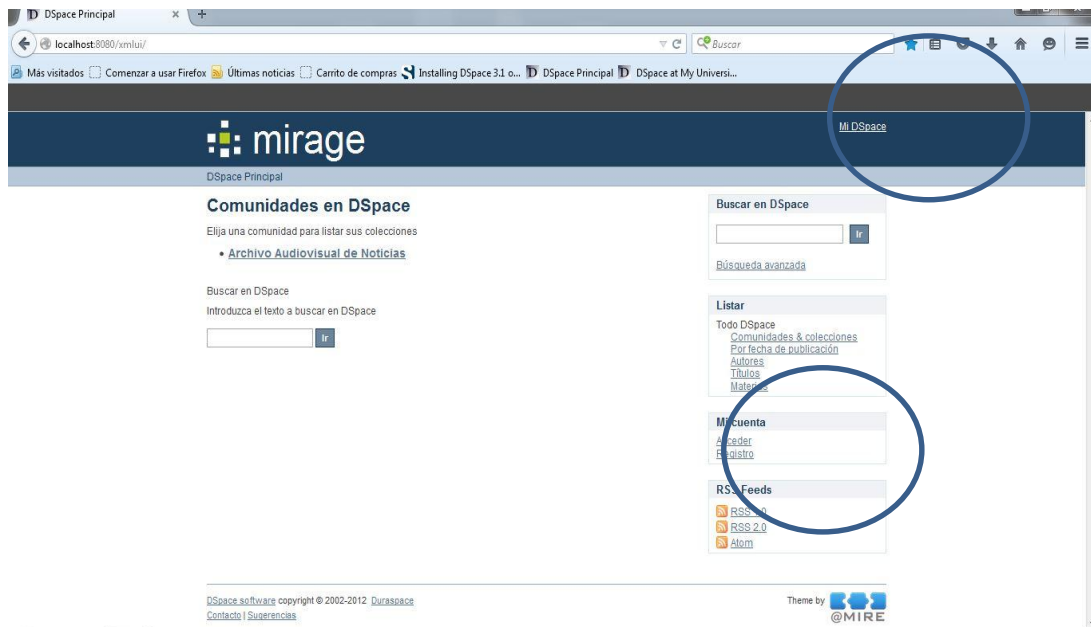 DSpace Principal
localhost:8080/xmlui/
Buscar
Más visitados Comenzar a usar Firefox Últimas noticias Carrito de compras Installing DSpace 3.1 o... DSpace Principal DSpace at My Universi...
mirage
Mi DSpace
DSpace Principal
Comunidades en DSpace
Elija una comunidad para listar sus colecciones
Archivo Audiovisual de Noticias
Buscar en DSpace
Introduzca el texto a buscar en DSpace
Ir
Buscar en DSpace
Ir
Búsqueda avanzada
Listar
Todo DSpace
Comunidades & colecciones
Por fecha de publicación
Autores
Títulos
Materias
Mi cuenta
Acceder
Registro
RSS Feeds
RSS 1.0
RSS 2.0
Atom
DSpace software copyright © 2002-2012 Duraspace
Contacto | Sugerencias
Theme by
@MIRE